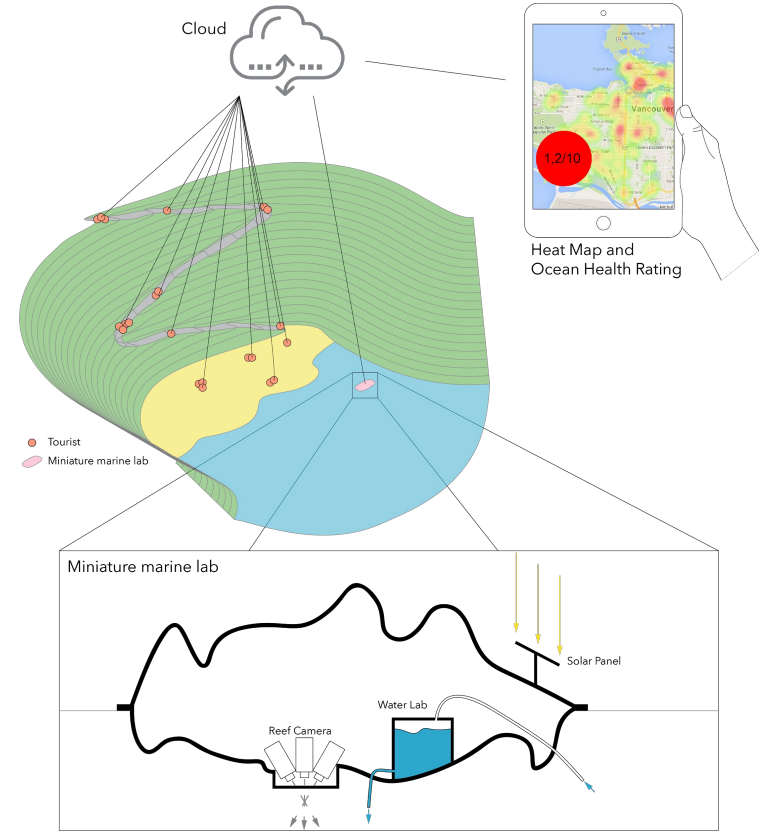 Cloud
Vancouver
1,2/10
Heat Map and
Ocean Health Rating
Tourist
Miniature marine lab
Miniature marine lab
Solar Panel
Water Lab
Reef Camera